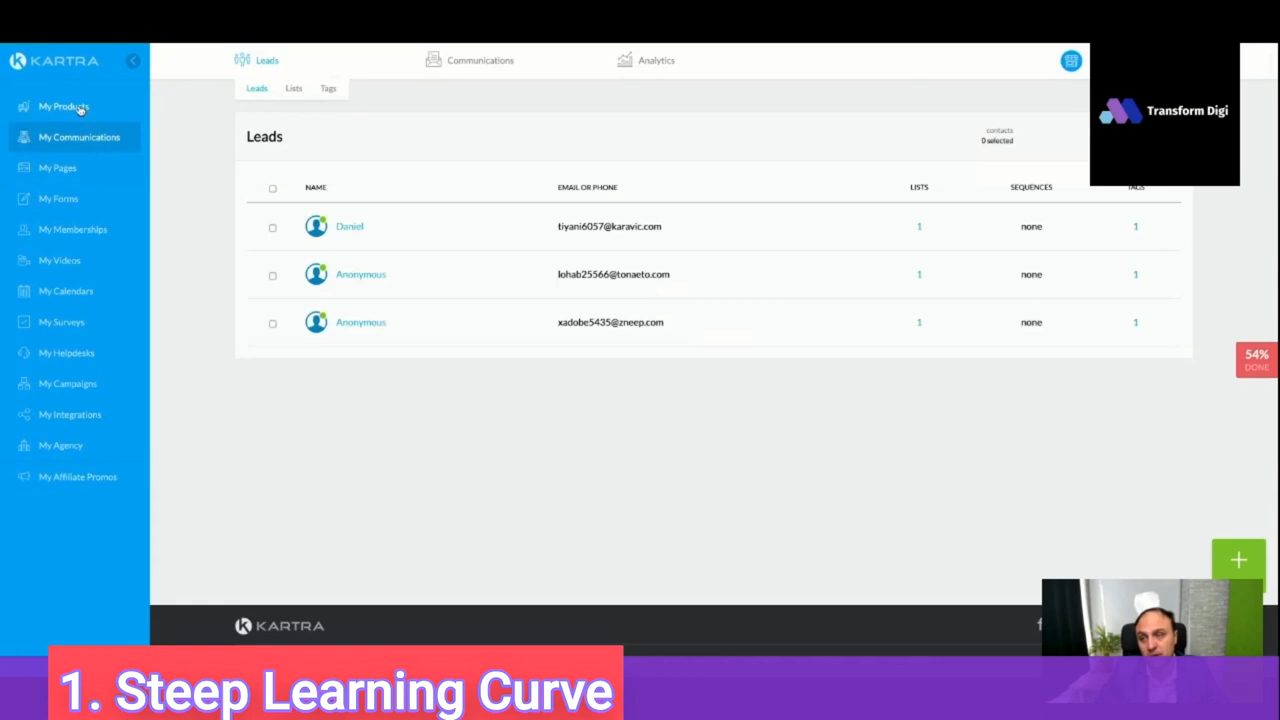 KARTRA
My Products
My Communications
My Pages
My Forms
My Memberships
My Videos
My Calendars
My Surveys
My Helpdesks
My Campaigns
My Integrations
My Agency
My Affiliate Promos
Leads
Communications
Analytics
Leads Lists Tags
Transform Digi
Leads
contacts
0 selected
NAME EMAIL OR PHONE LISTS SEQUENCES TAGS
Daniel tiyani6057@karavic.com 1 none 1
Anonymous lohab25566@tonaeto.com 1 none 1
Anonymous xadobe5435@zneep.com 1 none 1
54%
DONE
+
KARTRA
1. Steep Learning Curve